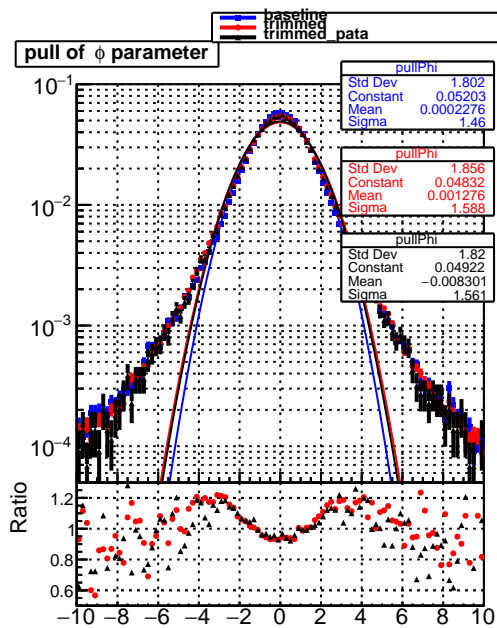 baseline
trimmed
trimmed_pata
pull of ϕ parameter
pullPhi
Std Dev 1.802
Constant 0.05203
Mean 0.0002276
Sigma 1.46
pullPhi
Std Dev 1.856
Constant 0.04832
Mean 0.001276
Sigma 1.588
pullPhi
Std Dev 1.82
Constant 0.04922
Mean −0.008301
Sigma 1.561
10−1
10−2
10−3
10−4
Ratio
1.2
1
0.8
0.6
−10 −8 −6 −4 −2 0 2 4 6 8 10